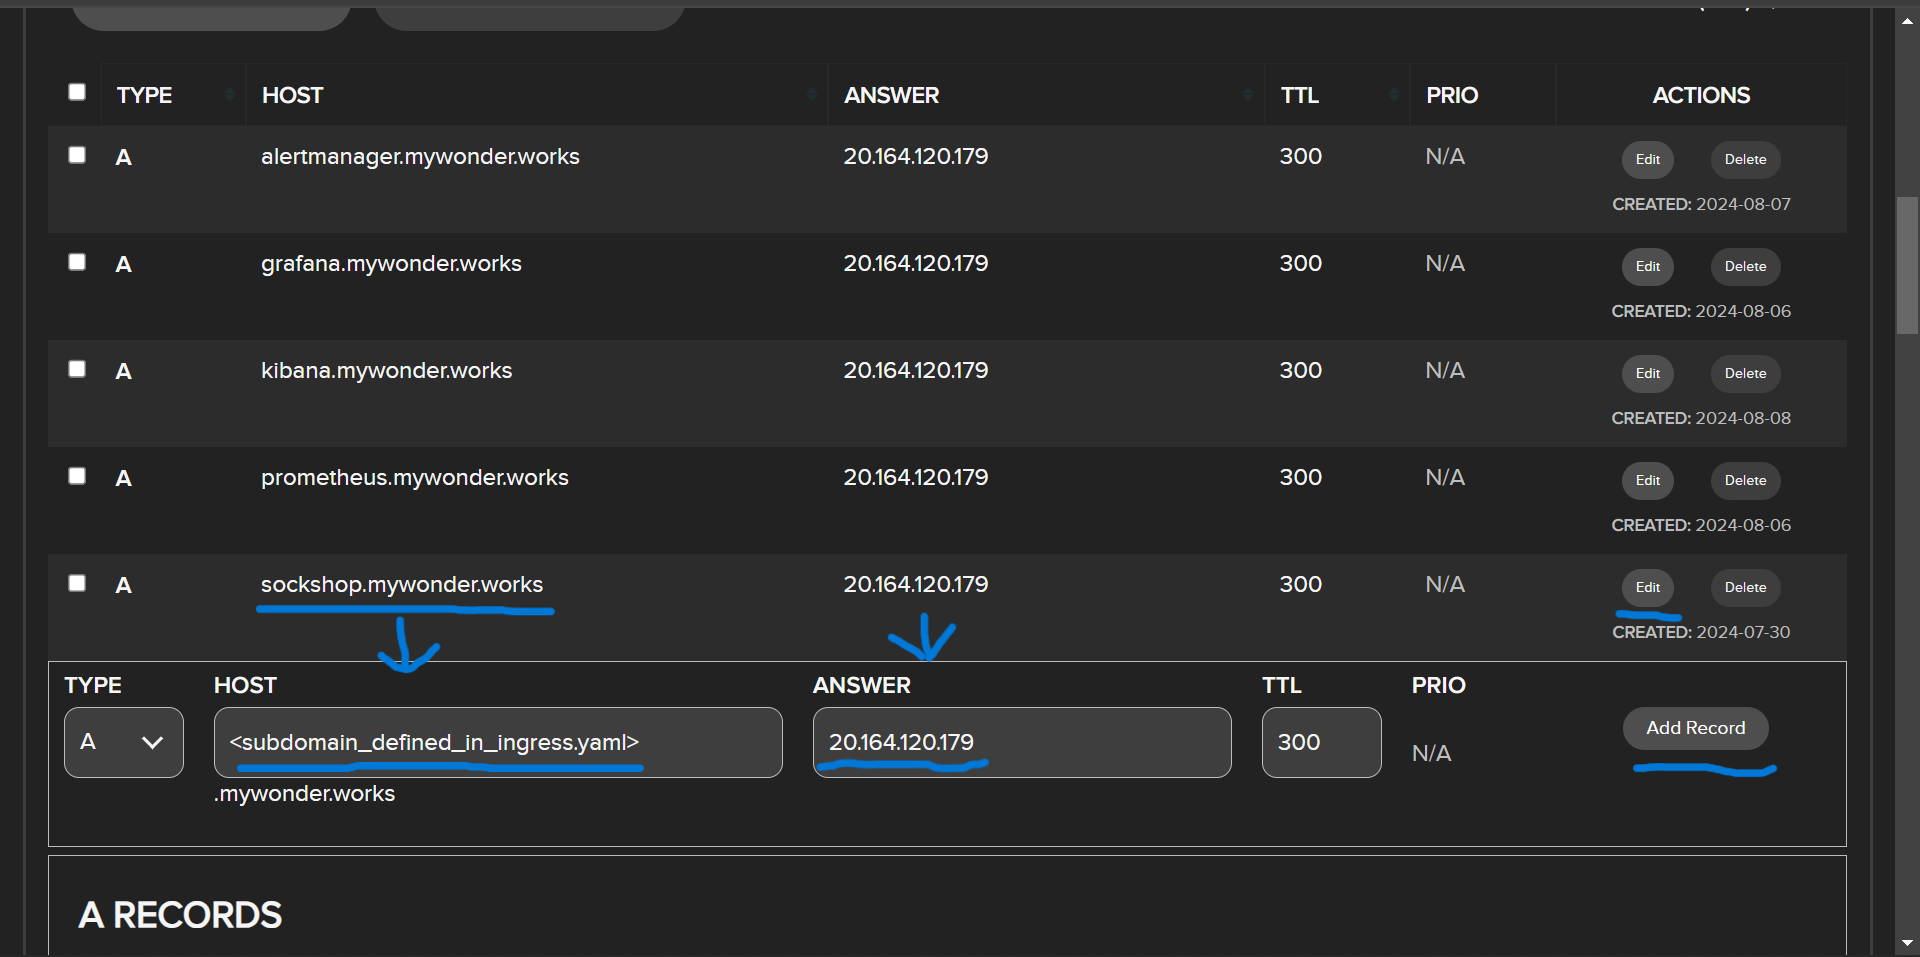 TYPE HOST ANSWER TTL PRIO ACTIONS
A alertmanager.mywonder.works 20.164.120.179 300 N/A Edit Delete
CREATED: 2024-08-07
A grafana.mywonder.works 20.164.120.179 300 N/A Edit Delete
CREATED: 2024-08-06
A kibana.mywonder.works 20.164.120.179 300 N/A Edit Delete
CREATED: 2024-08-08
A prometheus.mywonder.works 20.164.120.179 300 N/A Edit Delete
CREATED: 2024-08-06
A sockshop.mywonder.works 20.164.120.179 300 N/A Edit Delete
CREATED: 2024-07-30
TYPE HOST ANSWER TTL PRIO
A <subdomain_defined_in_ingress.yaml> 20.164.120.179 300 N/A Add Record
.mywonder.works
A RECORDS